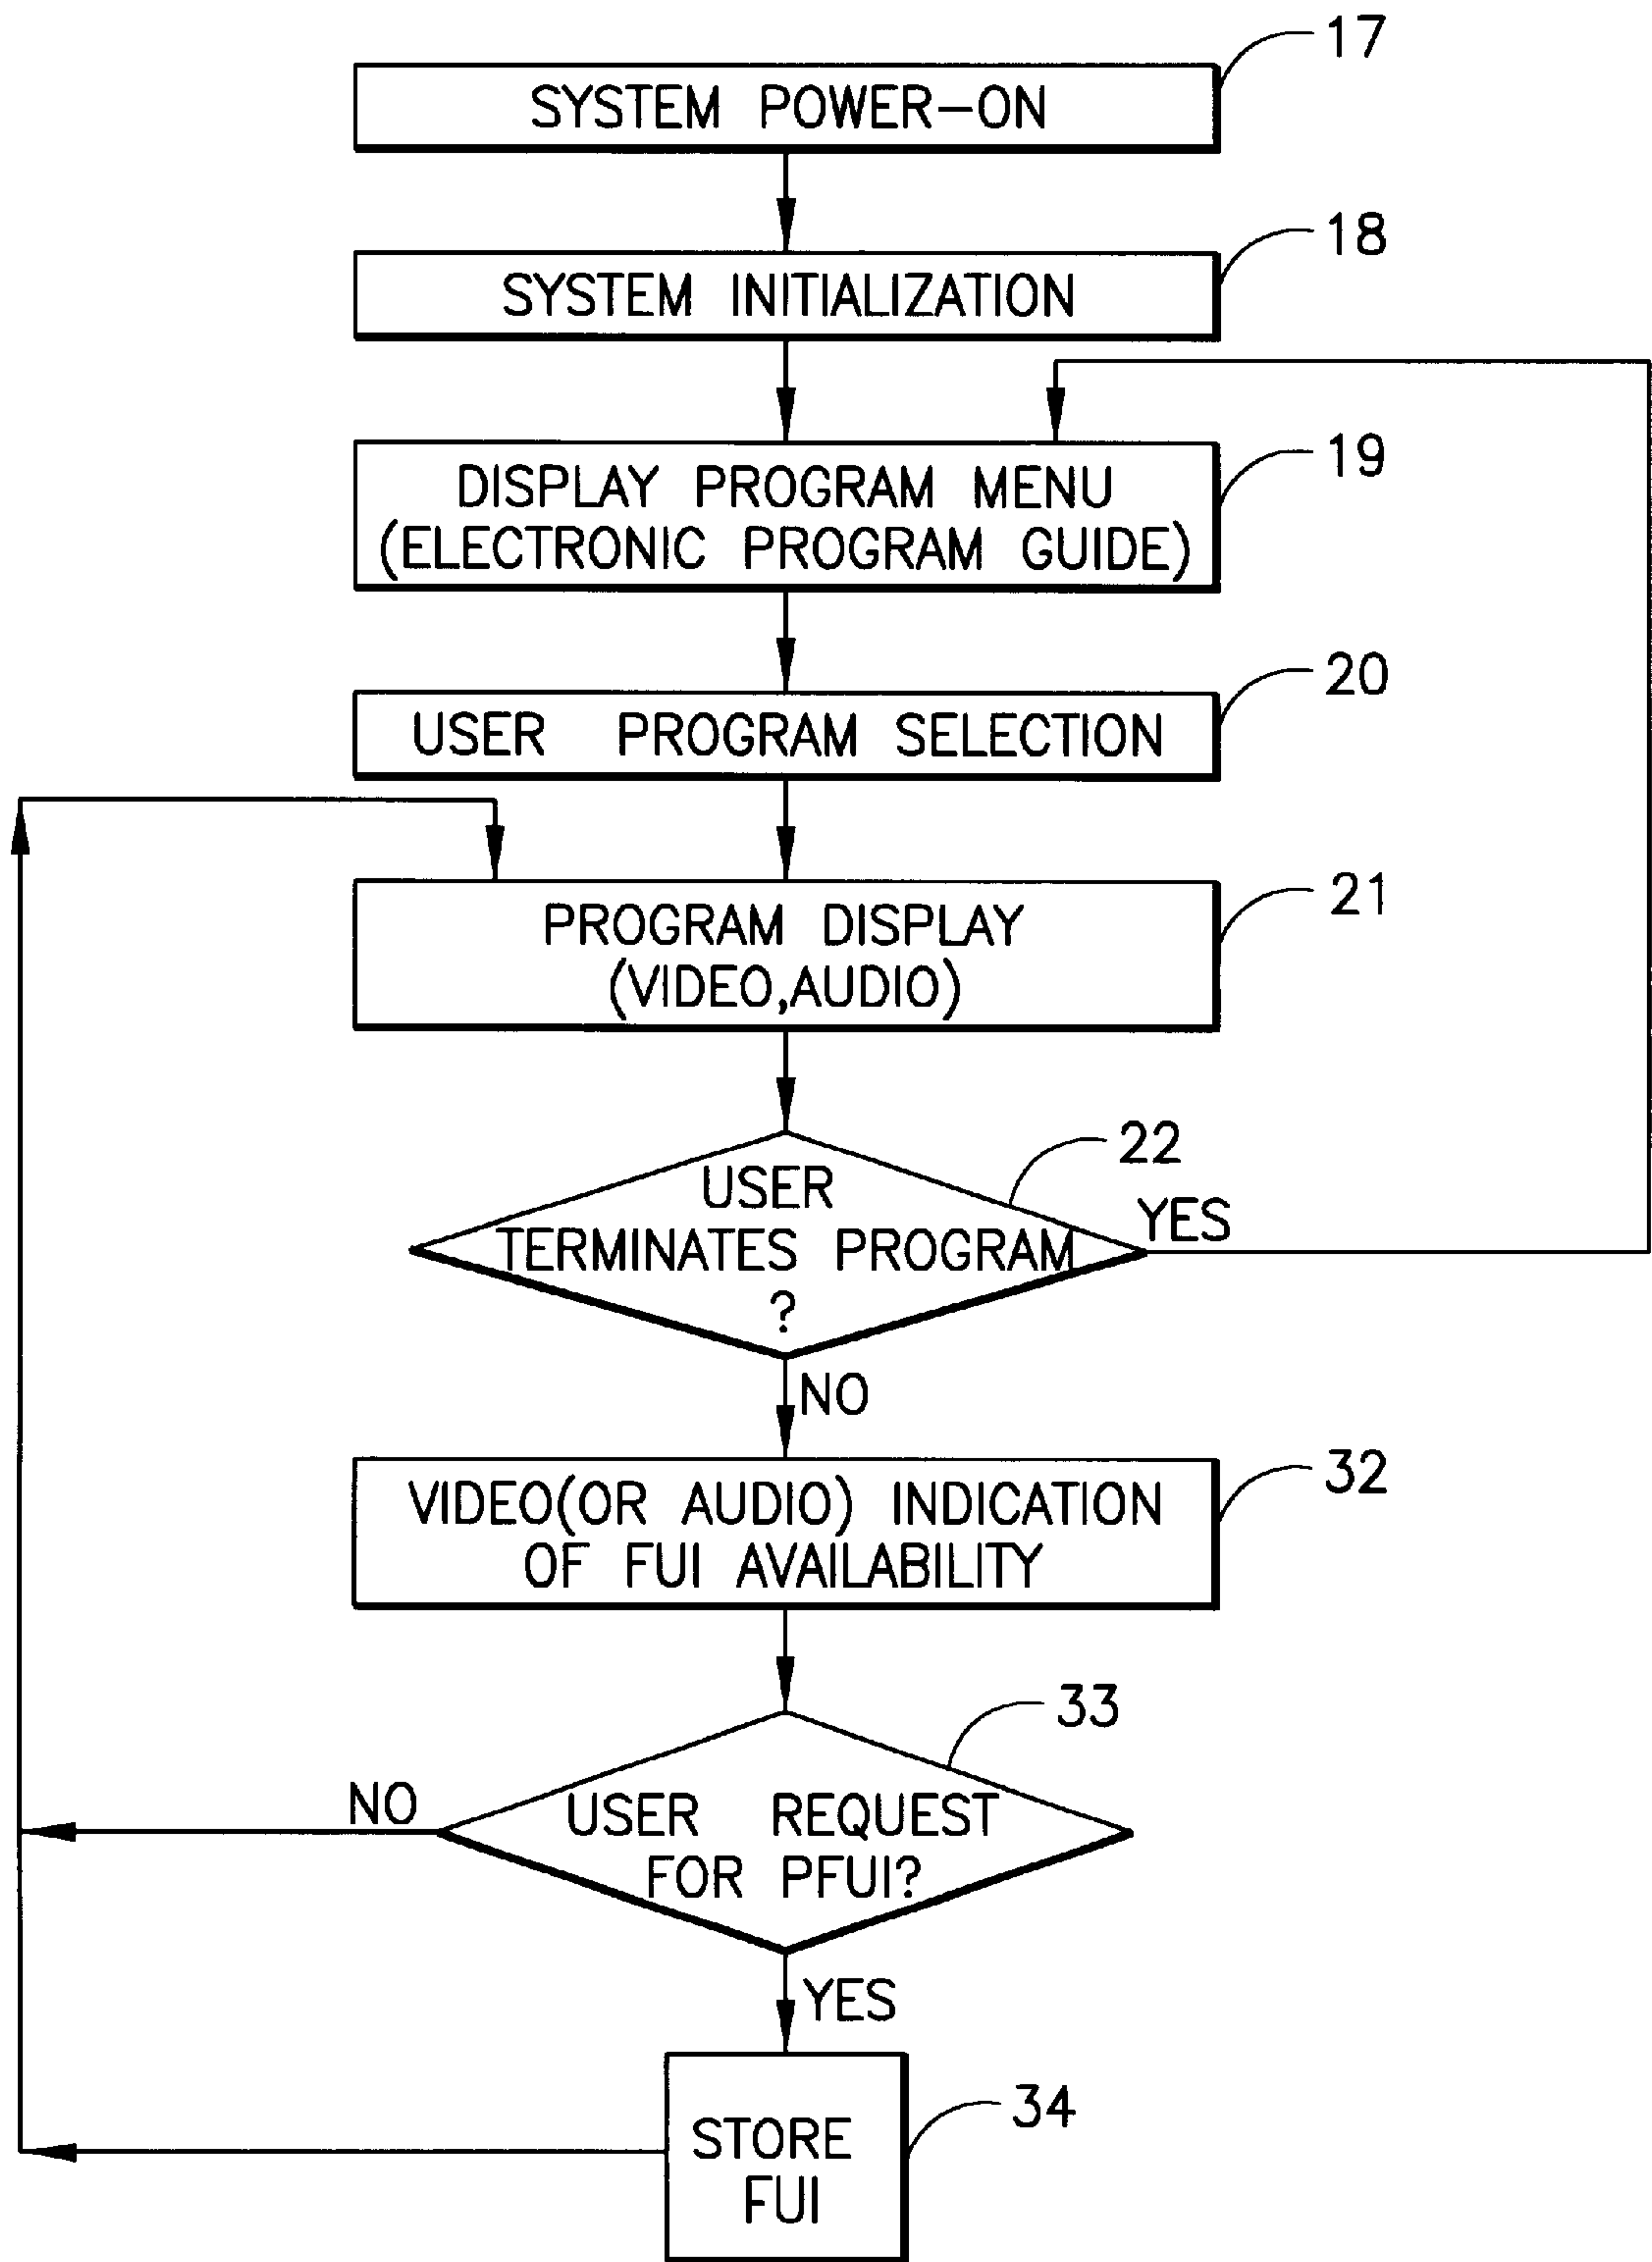 17
SYSTEM POWER-ON
18
SYSTEM INITIALIZATION
19
DISPLAY PROGRAM MENU
(ELECTRONIC PROGRAM GUIDE)
20
USER PROGRAM SELECTION
21
PROGRAM DISPLAY
(VIDEO,AUDIO)
22
USER
TERMINATES PROGRAM
?
YES
NO
32
VIDEO(OR AUDIO) INDICATION
OF FUI AVAILABILITY
33
USER REQUEST
FOR PFUI?
NO
YES
34
STORE
FUI